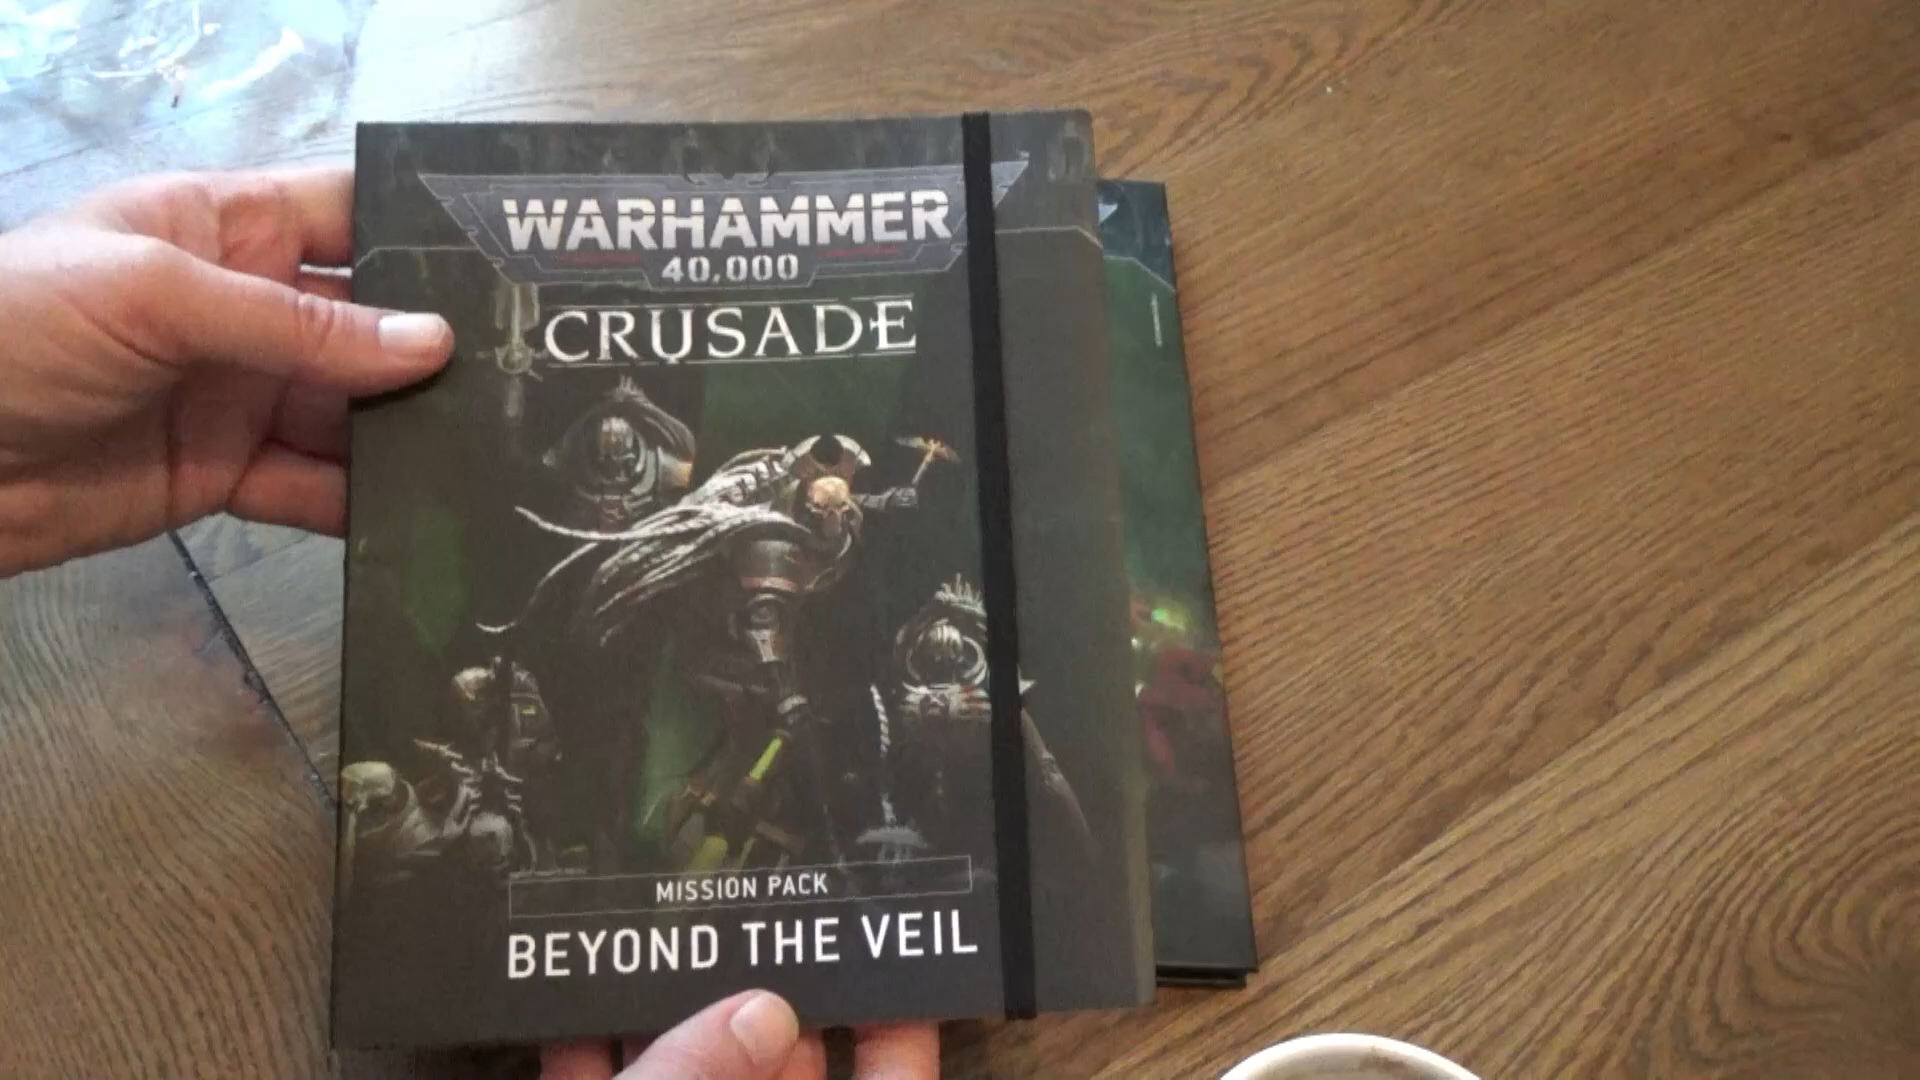 WARHAMMER
40,000
CRUSADE
MISSION PACK
BEYOND THE VEIL